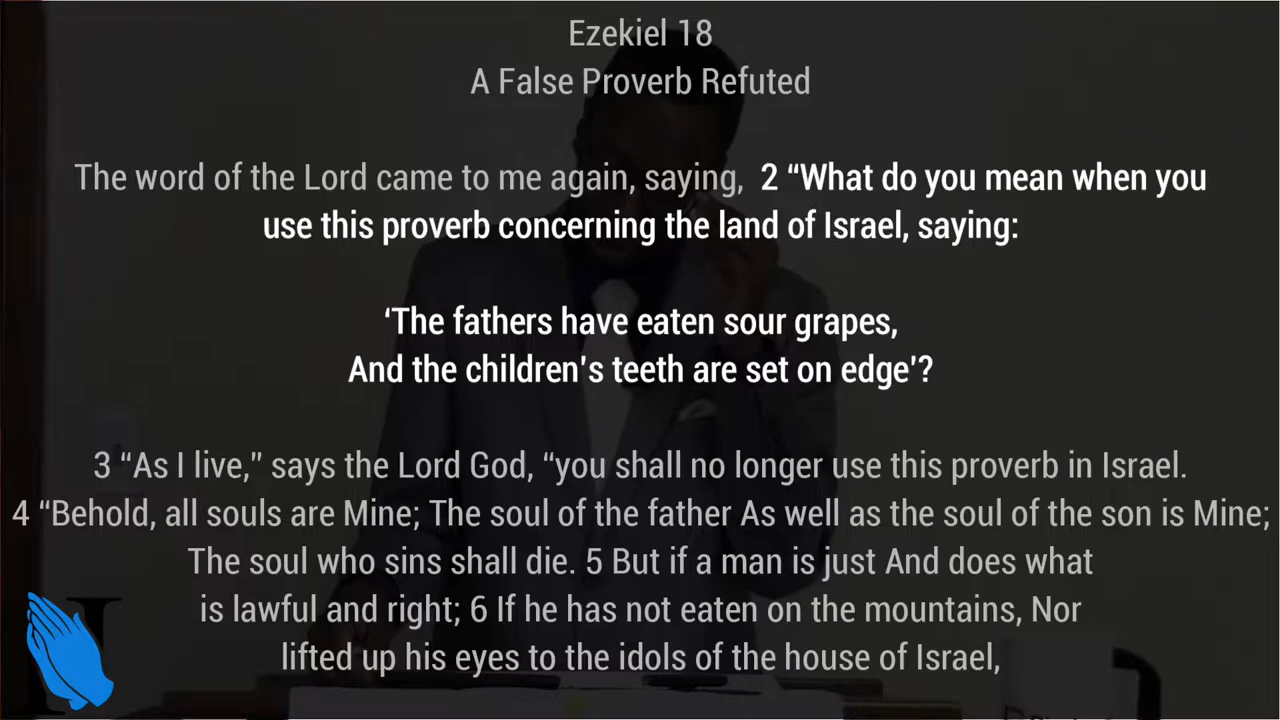 Ezekiel 18
A False Proverb Refuted
The word of the Lord came to me again, saying, 2 “What do you mean when you
use this proverb concerning the land of Israel, saying:
‘The fathers have eaten sour grapes,
And the children’s teeth are set on edge’?
3 “As I live,” says the Lord God, “you shall no longer use this proverb in Israel.
4 “Behold, all souls are Mine; The soul of the father As well as the soul of the son is Mine;
The soul who sins shall die. 5 But if a man is just And does what
is lawful and right; 6 If he has not eaten on the mountains, Nor
lifted up his eyes to the idols of the house of Israel,